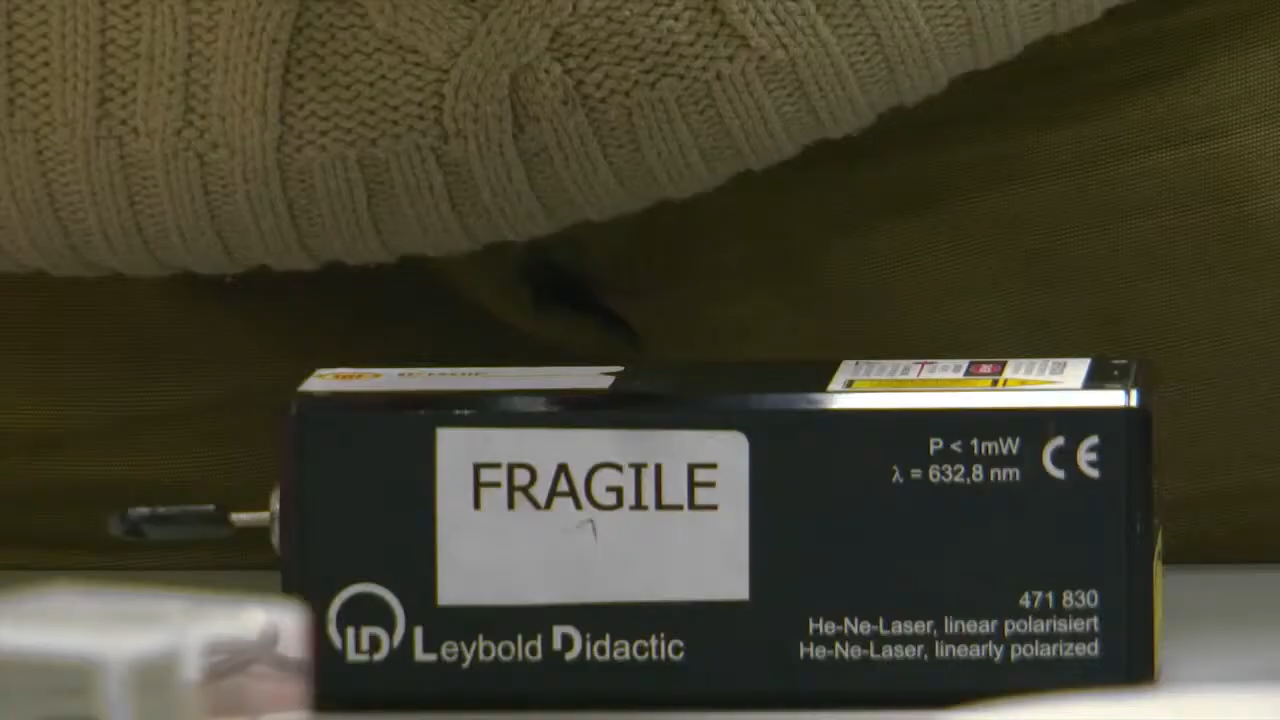 FRAGILE
P < 1mW
λ = 632,8 nm
CE
LD Leybold Didactic
471 830
He-Ne-Laser, linear polarisiert
He-Ne-Laser, linearly polarized